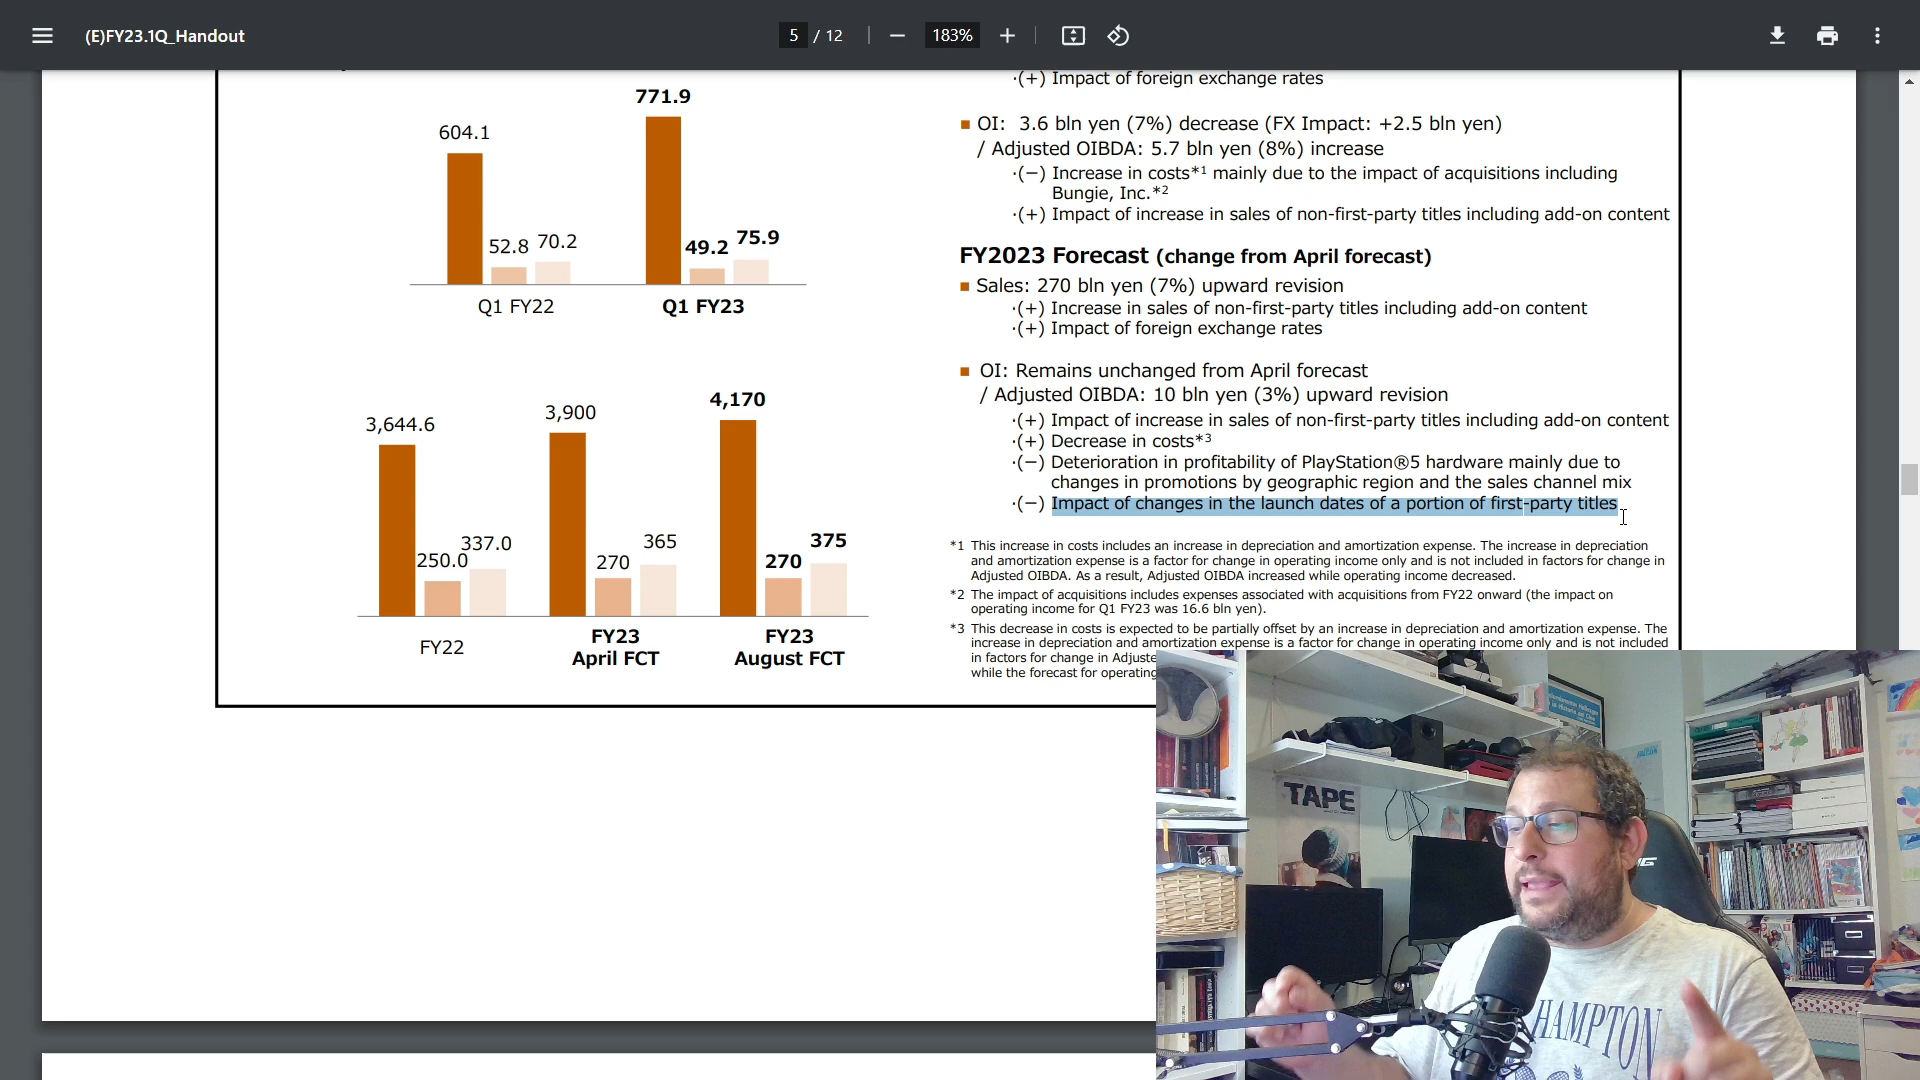 (E)FY23.1Q_Handout
5 / 12
183%
·(+) Impact of foreign exchange rates
771.9
604.1
52.8 70.2
49.2 75.9
Q1 FY22
Q1 FY23
■ OI: 3.6 bln yen (7%) decrease (FX Impact: +2.5 bln yen)
/ Adjusted OIBDA: 5.7 bln yen (8%) increase
·(−) Increase in costs*1 mainly due to the impact of acquisitions including
Bungie, Inc.*2
·(+) Impact of increase in sales of non-first-party titles including add-on content
FY2023 Forecast (change from April forecast)
■ Sales: 270 bln yen (7%) upward revision
·(+) Increase in sales of non-first-party titles including add-on content
·(+) Impact of foreign exchange rates
■ OI: Remains unchanged from April forecast
/ Adjusted OIBDA: 10 bln yen (3%) upward revision
·(+) Impact of increase in sales of non-first-party titles including add-on content
·(+) Decrease in costs*3
·(−) Deterioration in profitability of PlayStation®5 hardware mainly due to
changes in promotions by geographic region and the sales channel mix
·(−) Impact of changes in the launch dates of a portion of first-party titles
3,644.6
3,900
4,170
250.0
337.0
270
365
270
375
FY22
FY23
April FCT
FY23
August FCT
*1 This increase in costs includes an increase in depreciation and amortization expense. The increase in depreciation
and amortization expense is a factor for change in operating income only and is not included in factors for change in
Adjusted OIBDA. As a result, Adjusted OIBDA increased while operating income decreased.
*2 The impact of acquisitions includes expenses associated with acquisitions from FY22 onward (the impact on
operating income for Q1 FY23 was 16.6 bln yen).
*3 This decrease in costs is expected to be partially offset by an increase in depreciation and amortization expense. The
increase in depreciation and amortization expense is a factor for change in operating income only and is not included
in factors for change in Adjuste
while the forecast for operating
TAPE
HAMPTON